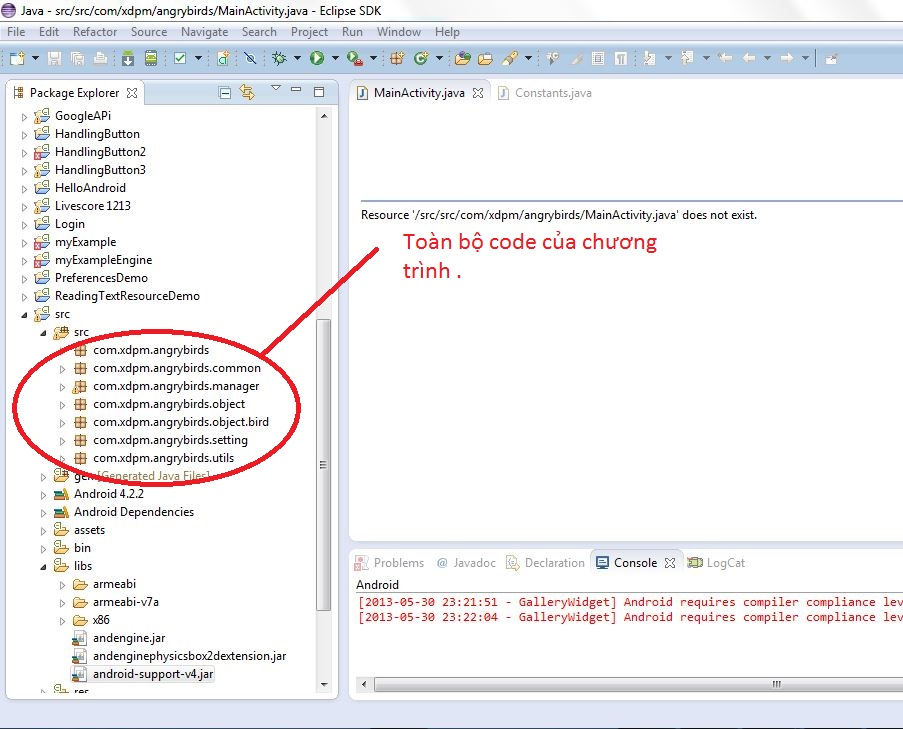 Java - src/src/com/xdpm/angrybirds/MainActivity.java - Eclipse SDK
File Edit Refactor Source Navigate Search Project Run Window Help
Package Explorer
GoogleAPi
HandlingButton
HandlingButton2
HandlingButton3
HelloAndroid
Livescore 1213
Login
myExample
myExampleEngine
PreferencesDemo
ReadingTextResourceDemo
src
src
com.xdpm.angrybirds
com.xdpm.angrybirds.common
com.xdpm.angrybirds.manager
com.xdpm.angrybirds.object
com.xdpm.angrybirds.object.bird
com.xdpm.angrybirds.setting
com.xdpm.angrybirds.utils
gen [Generated Java Files]
Android 4.2.2
Android Dependencies
assets
bin
libs
armeabi
armeabi-v7a
x86
andengine.jar
andenginephysicsbox2dextension.jar
android-support-v4.jar
res
MainActivity.java Constants.java
Resource '/src/src/com/xdpm/angrybirds/MainActivity.java' does not exist.
Toàn bộ code của chương
trình .
Problems @ Javadoc Declaration Console LogCat
Android
[2013-05-30 23:21:51 - GalleryWidget] Android requires compiler compliance lev
[2013-05-30 23:22:04 - GalleryWidget] Android requires compiler compliance lev